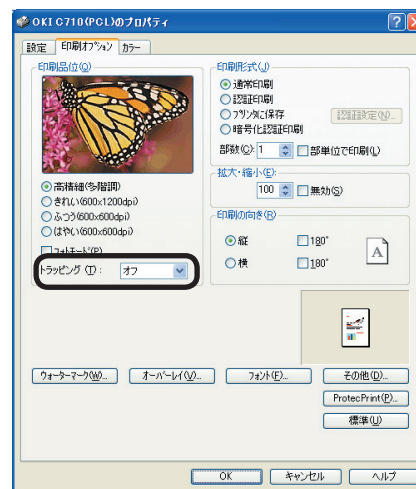 OKI C710(PCL)のプロパティ
設定 印刷オプション カラー
印刷品位(Q)
高精細(多階調)
きれい(600x1200dpi)
ふつう(600x600dpi)
はやい(600x600dpi)
フォトモード(P)
トラッピング (T): オフ
印刷形式(J)
通常印刷
認証印刷
プリンタに保存 認証設定(N)...
暗号化認証印刷
部数(C): 1 部単位で印刷(L)
拡大・縮小(E):
100 無効(S)
印刷の向き(R)
縦 180°
横 180°
A
ウォーターマーク(W)... オーバーレイ(V)... フォント(F)... その他(D)...
ProtecPrint(P)...
標準(U)
OK キャンセル ヘルプ